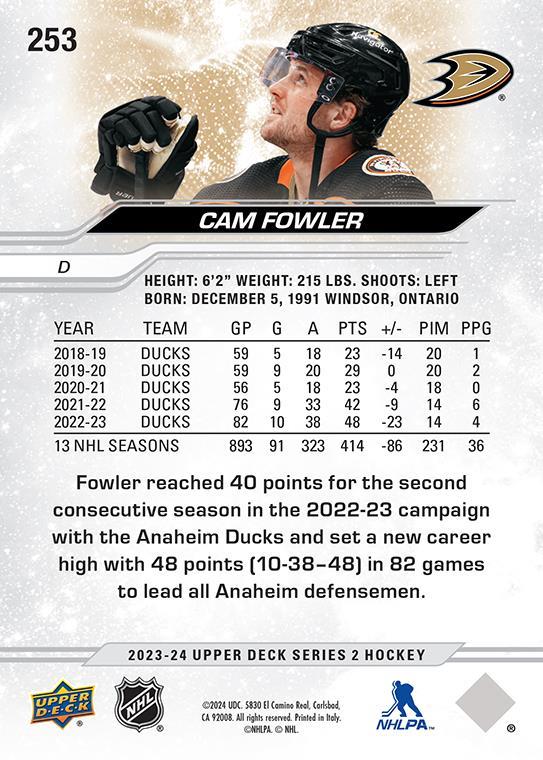 253
Navigator
®
CAM FOWLER
D
HEIGHT: 6'2" WEIGHT: 215 LBS. SHOOTS: LEFT
BORN: DECEMBER 5, 1991 WINDSOR, ONTARIO
YEAR TEAM GP G A PTS +/- PIM PPG
2018-19 DUCKS 59 5 18 23 -14 20 1
2019-20 DUCKS 59 9 20 29 0 20 2
2020-21 DUCKS 56 5 18 23 -4 18 0
2021-22 DUCKS 76 9 33 42 -9 14 6
2022-23 DUCKS 82 10 38 48 -23 14 4
13 NHL SEASONS 893 91 323 414 -86 231 36
Fowler reached 40 points for the second
consecutive season in the 2022-23 campaign
with the Anaheim Ducks and set a new career
high with 48 points (10-38–48) in 82 games
to lead all Anaheim defensemen.
2023-24 UPPER DECK SERIES 2 HOCKEY
UPPER
D·E·C·K ®
NHL ®
©2024 UDC. 5830 El Camino Real, Carlsbad,
CA 92008. All rights reserved. Printed in Italy.
©NHLPA. © NHL.
NHLPA™
®